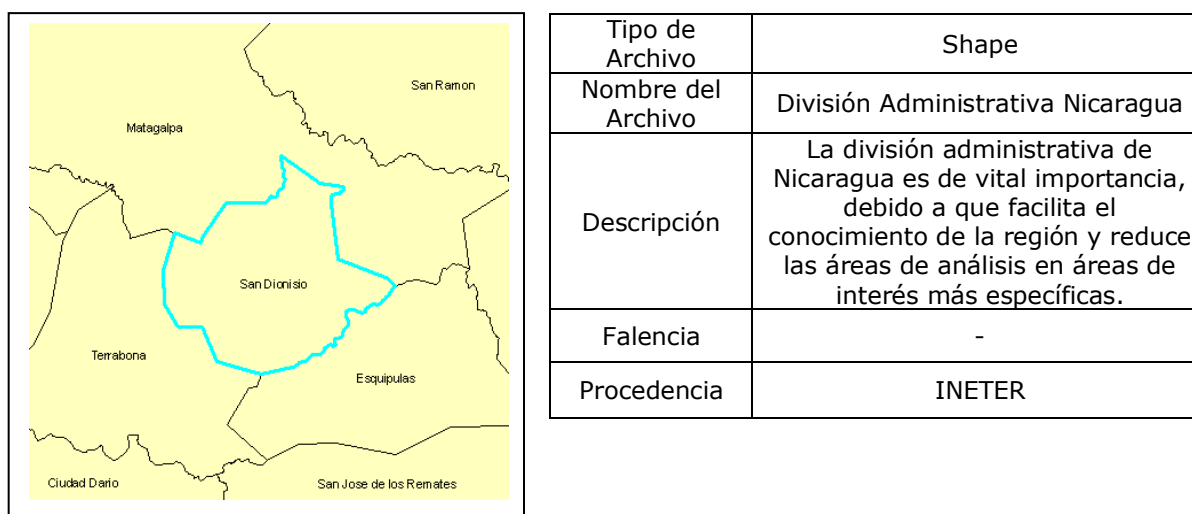 San Ramon
Matagalpa
San Dionisio
Terrabona
Esquipulas
Ciudad Dario
San Jose de los Remates
Tipo de
Archivo
Shape
Nombre del
Archivo
División Administrativa Nicaragua
Descripción
La división administrativa de
Nicaragua es de vital importancia,
debido a que facilita el
conocimiento de la región y reduce
las áreas de análisis en áreas de
interés más específicas.
Falencia
-
Procedencia
INETER